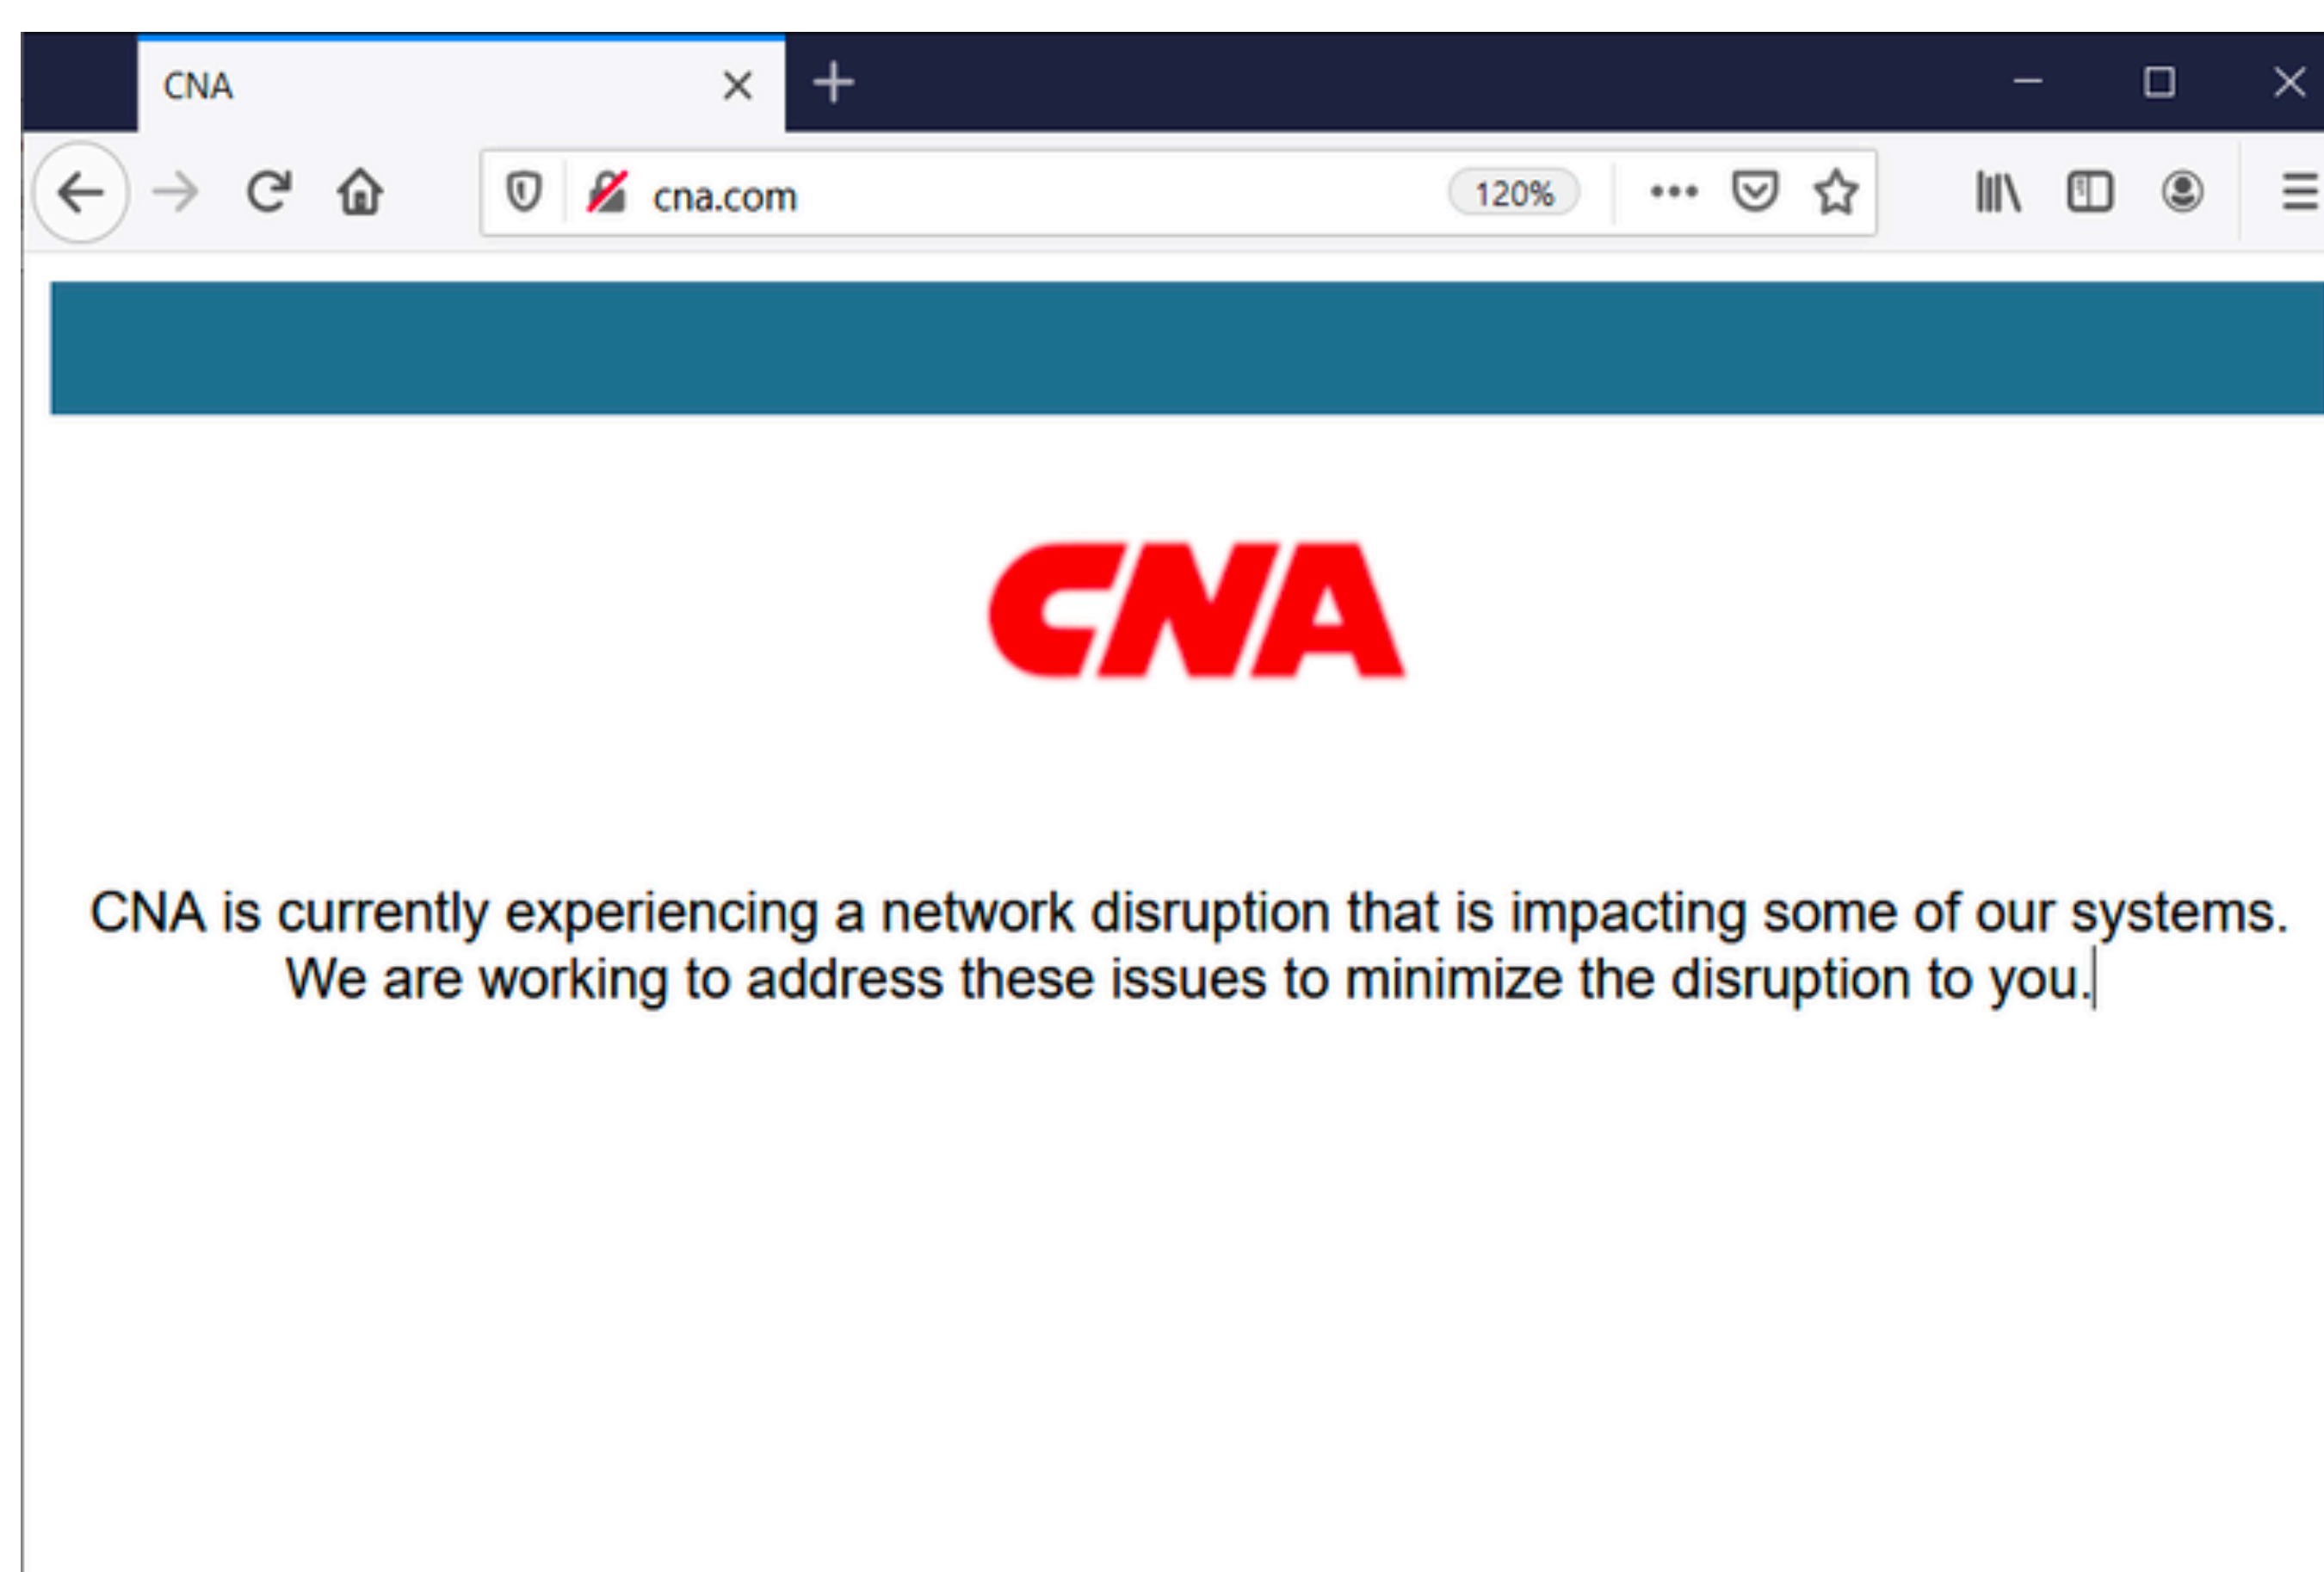 CNA
cna.com
120%
CNA
CNA is currently experiencing a network disruption that is impacting some of our systems.
We are working to address these issues to minimize the disruption to you.